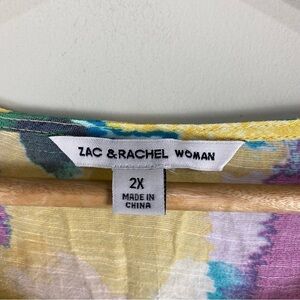 ZAC & RACHEL WOMAN
2X
MADE IN
CHINA